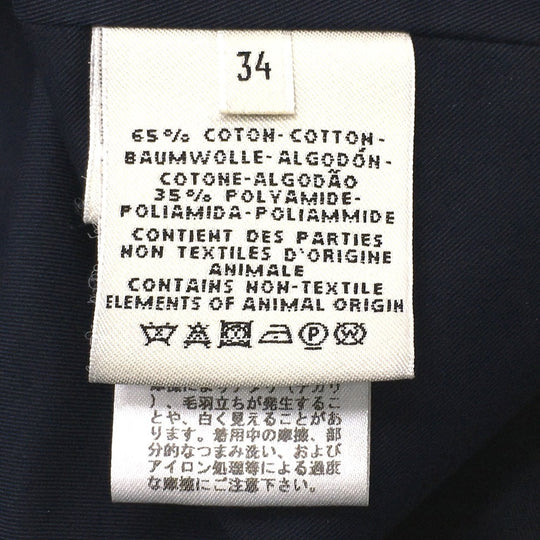 34
65% COTON-COTTON-
BAUMWOLLE-ALGODÓN-
COTONE-ALGODÃO
35% POLYAMIDE-
POLIAMIDA-POLIAMMIDE
CONTIENT DES PARTIES
NON TEXTILES D'ORIGINE
ANIMALE
CONTAINS NON-TEXTILE
ELEMENTS OF ANIMAL ORIGIN
P W
)、毛羽立ちが発生するこ
とや、白く見えることがあ
ります。着用中の摩擦、部
分的なつまみ洗い、および
アイロン処理等による過度
な摩擦にご注意下さい。